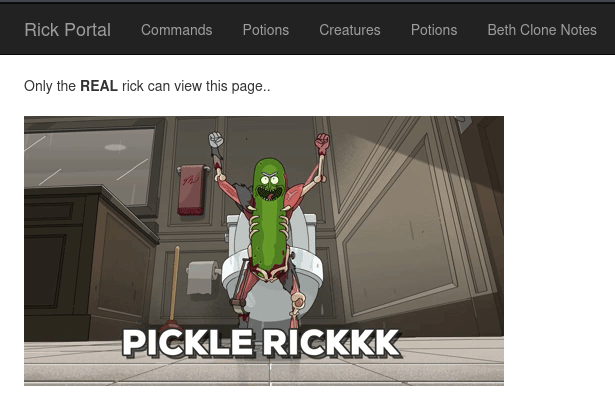 Rick Portal Commands Potions Creatures Potions Beth Clone Notes
Only the REAL rick can view this page..
PICKLE RICKKK